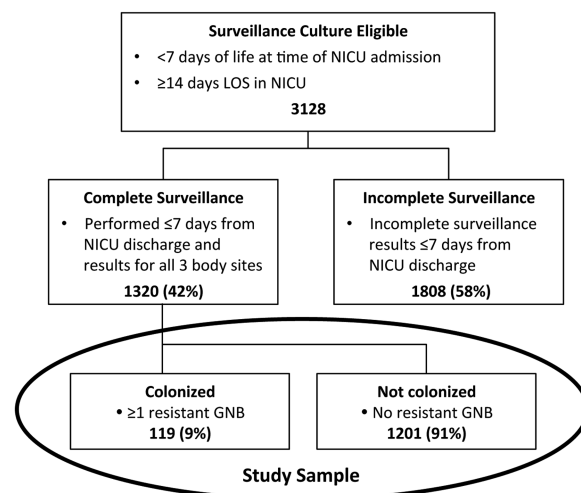 Surveillance Culture Eligible
• <7 days of life at time of NICU admission
• ≥14 days LOS in NICU
3128
Complete Surveillance
• Performed ≤7 days from
NICU discharge and
results for all 3 body sites
1320 (42%)
Incomplete Surveillance
• Incomplete surveillance
results ≤7 days from
NICU discharge
1808 (58%)
Colonized
• ≥1 resistant GNB
119 (9%)
Not colonized
• No resistant GNB
1201 (91%)
Study Sample